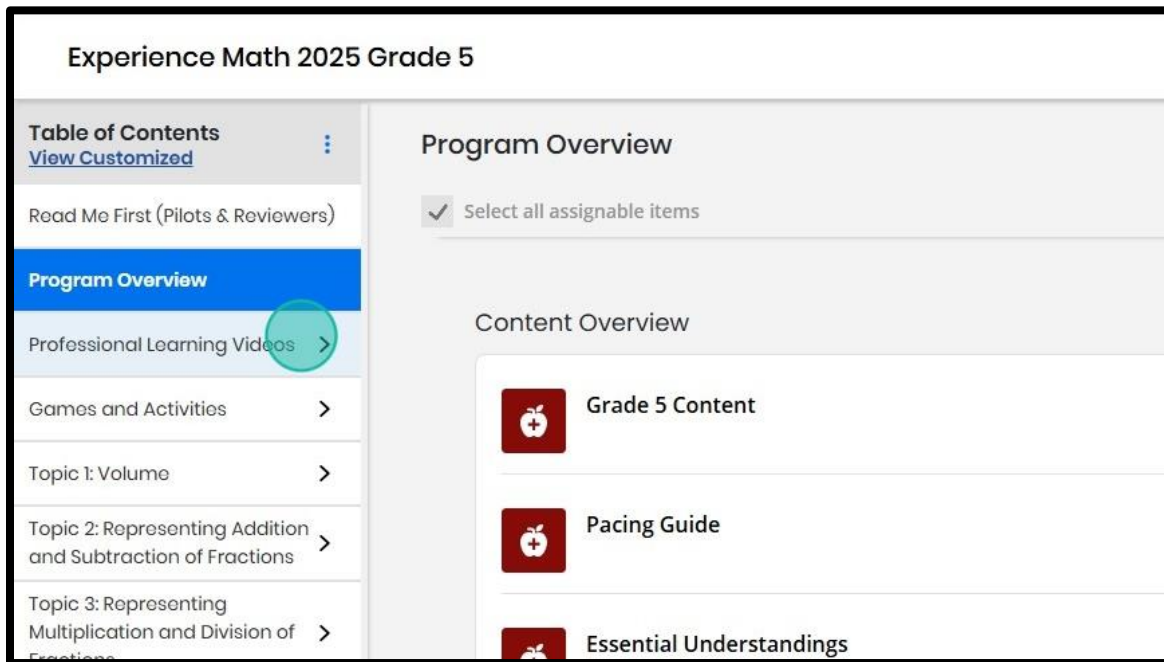 Experience Math 2025 Grade 5
Table of Contents
View Customized
Read Me First (Pilots & Reviewers)
Program Overview
Professional Learning Videos
Games and Activities
Topic 1: Volume
Topic 2: Representing Addition
and Subtraction of Fractions
Topic 3: Representing
Multiplication and Division of
Fractions
Program Overview
Select all assignable items
Content Overview
Grade 5 Content
Pacing Guide
Essential Understandings